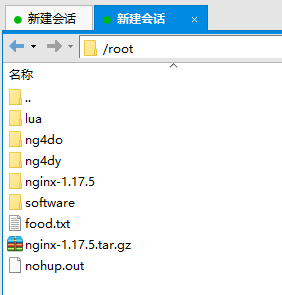 新建会话 新建会话 ×
/root
名称
..
lua
ng4do
ng4dy
nginx-1.17.5
software
food.txt
nginx-1.17.5.tar.gz
nohup.out